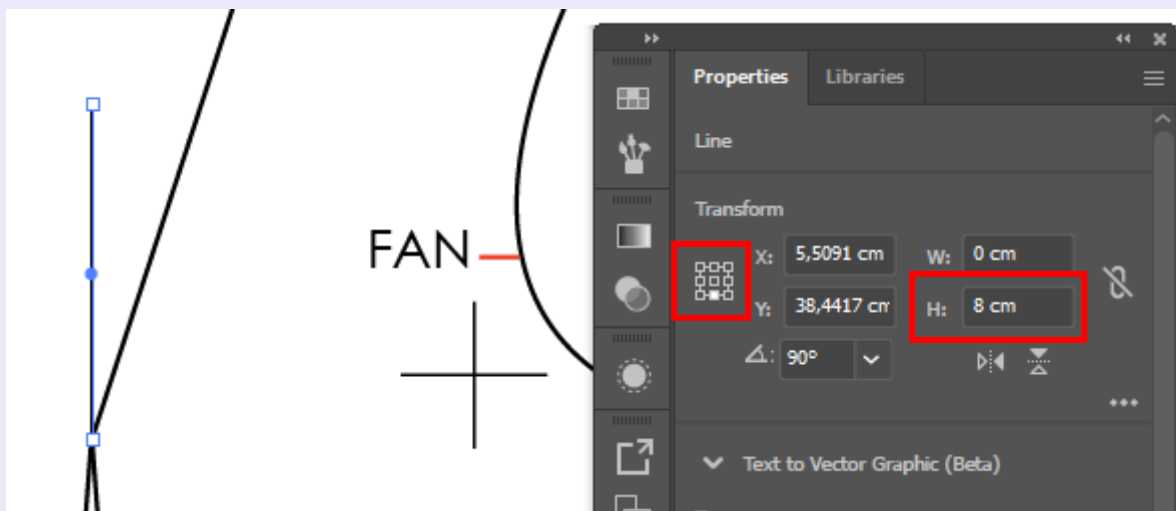 Properties Libraries
Line
Transform
X: 5,5091 cm W: 0 cm
Y: 38,4417 cm H: 8 cm
90°
Text to Vector Graphic (Beta)
FAN